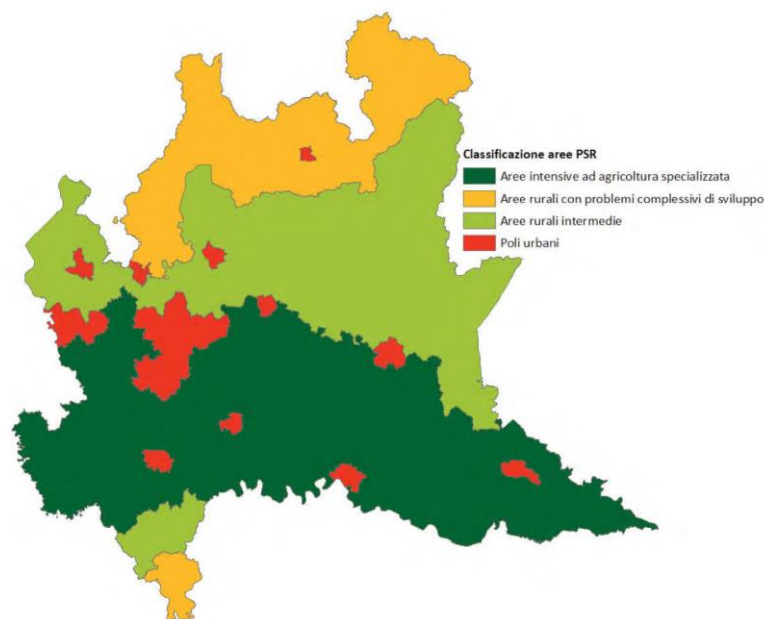 Classificazione aree PSR
Aree intensive ad agricoltura specializzata
Aree rurali con problemi complessivi di sviluppo
Aree rurali intermedie
Poli urbani